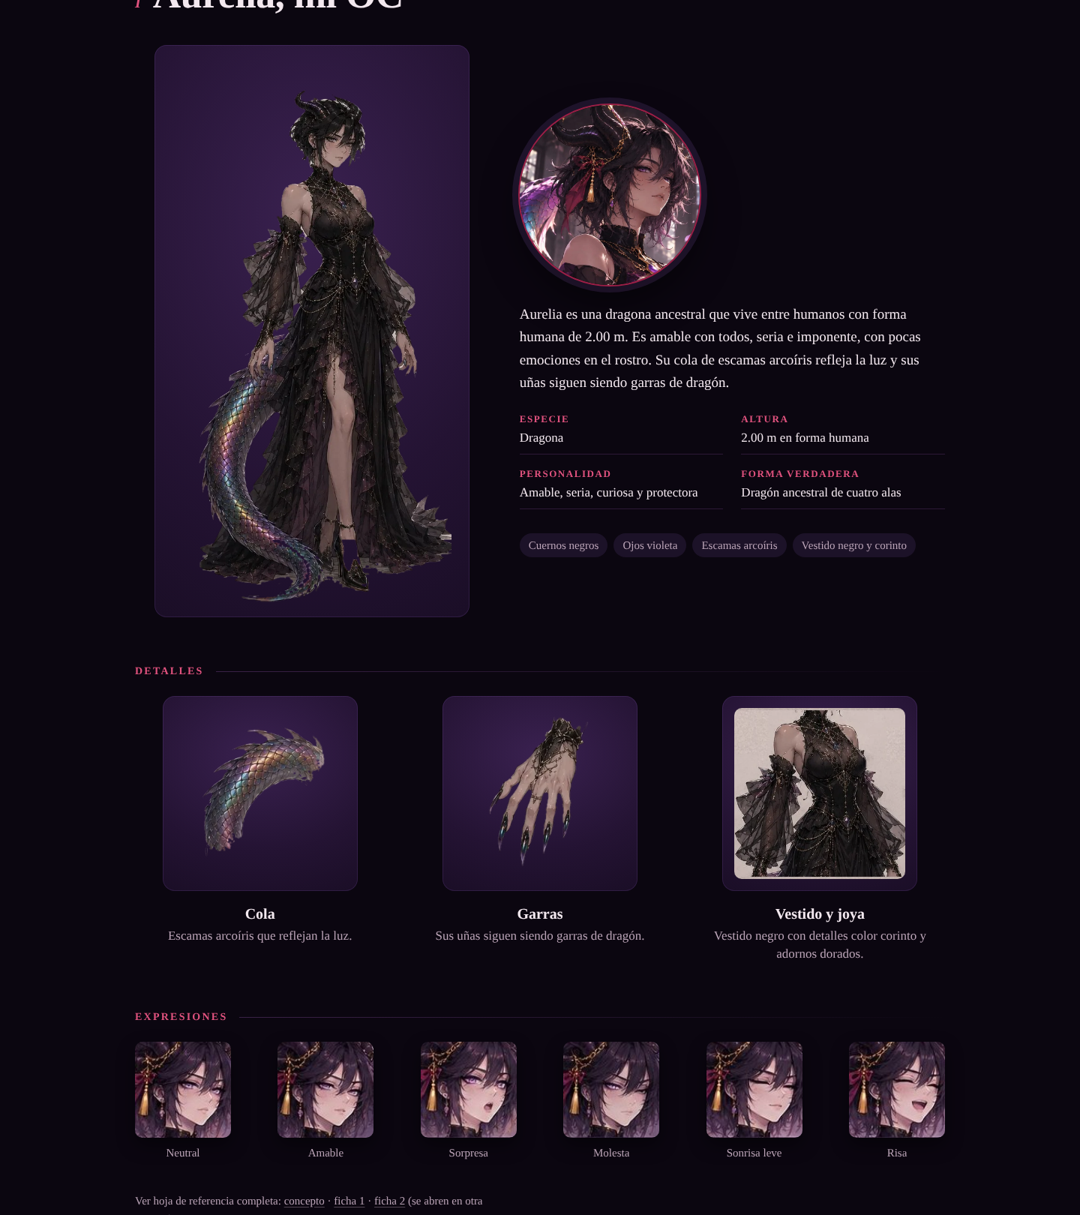 Aurelia, mi OC
Aurelia es una dragona ancestral que vive entre humanos con forma
humana de 2.00 m. Es amable con todos, seria e imponente, con pocas
emociones en el rostro. Su cola de escamas arcoíris refleja la luz y sus
uñas siguen siendo garras de dragón.
ESPECIE
Dragona
ALTURA
2.00 m en forma humana
PERSONALIDAD
Amable, seria, curiosa y protectora
FORMA VERDADERA
Dragón ancestral de cuatro alas
Cuernos negros
Ojos violeta
Escamas arcoíris
Vestido negro y corinto
DETALLES
Cola
Escamas arcoíris que reflejan la luz.
Garras
Sus uñas siguen siendo garras de dragón.
Vestido y joya
Vestido negro con detalles color corinto y
adornos dorados.
EXPRESIONES
Neutral
Amable
Sorpresa
Molesta
Sonrisa leve
Risa
Ver hoja de referencia completa: concepto · ficha 1 · ficha 2 (se abren en otra